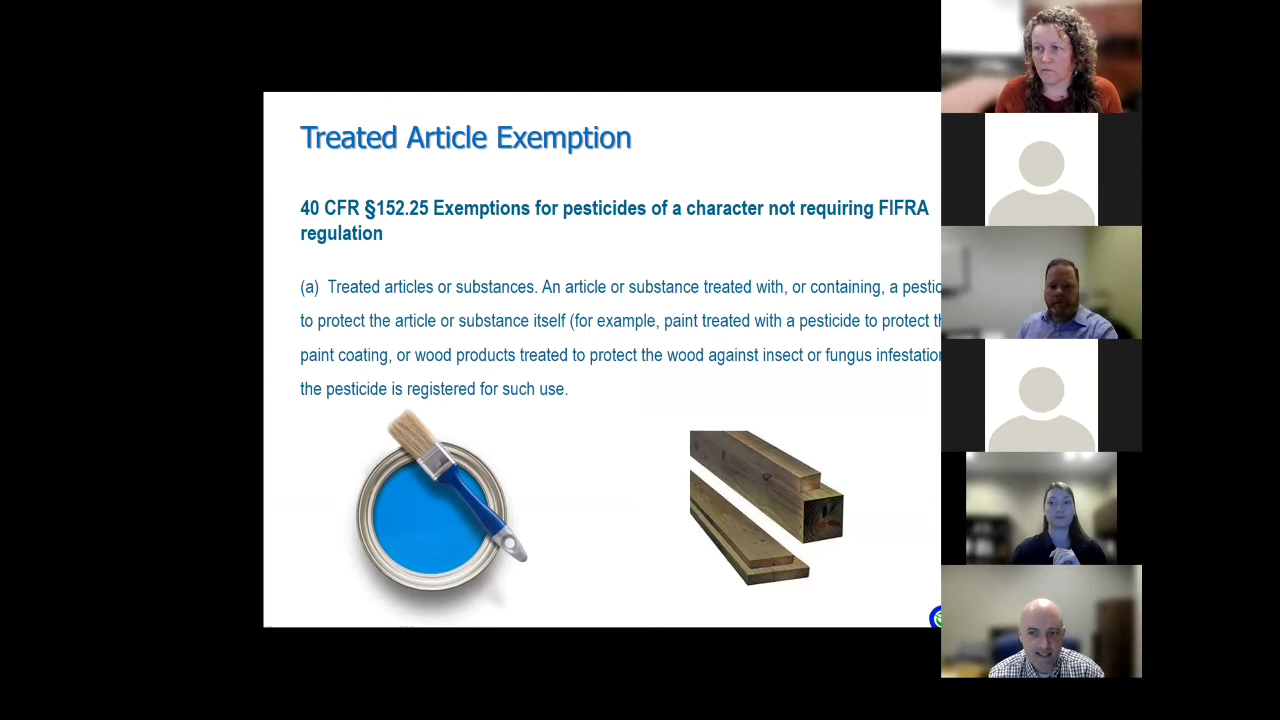 Treated Article Exemption
40 CFR §152.25 Exemptions for pesticides of a character not requiring FIFRA
regulation
(a) Treated articles or substances. An article or substance treated with, or containing, a
to protect the article or substance itself (for example, paint treated with a pesticide to protect
paint coating, or wood products treated to protect the wood against insect or fungus
the pesticide is registered for such use.